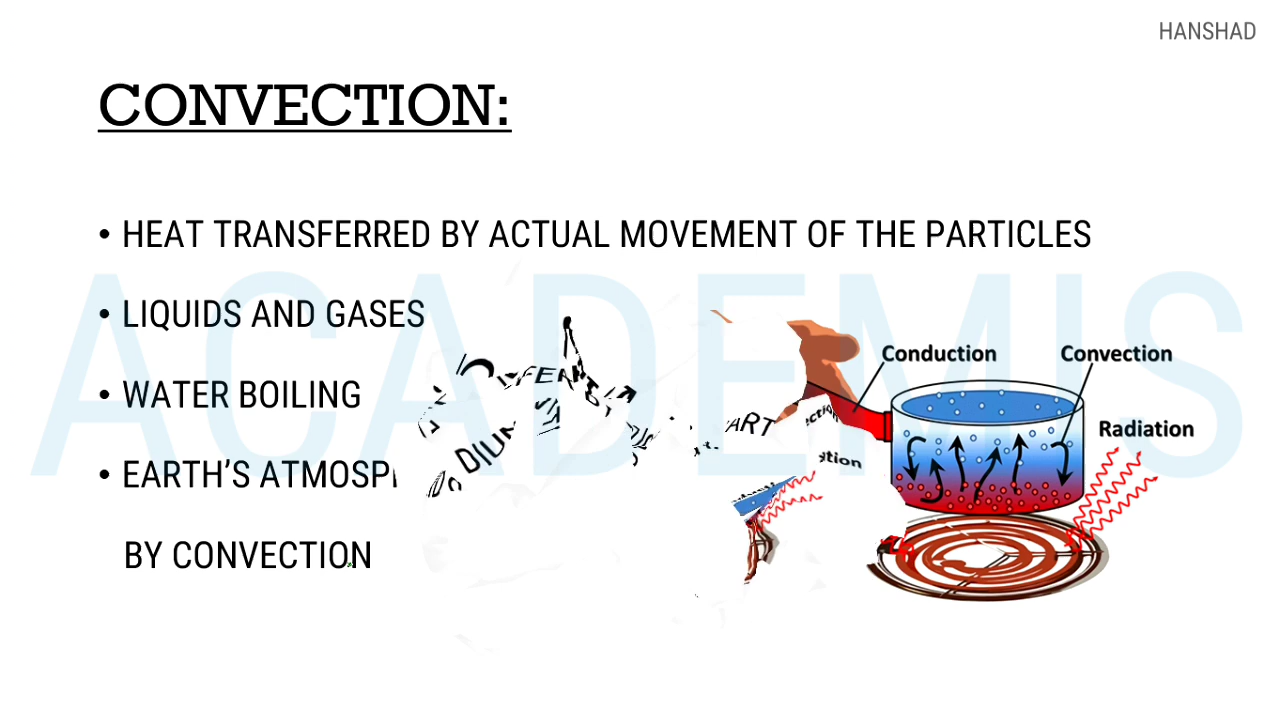 HANSHAD
CONVECTION:
• HEAT TRANSFERRED BY ACTUAL MOVEMENT OF THE PARTICLES
ACADEMIS
• LIQUIDS AND GASES
Conduction
Convection
• WATER BOILING
Radiation
• EARTH'S
BY CONVECTION